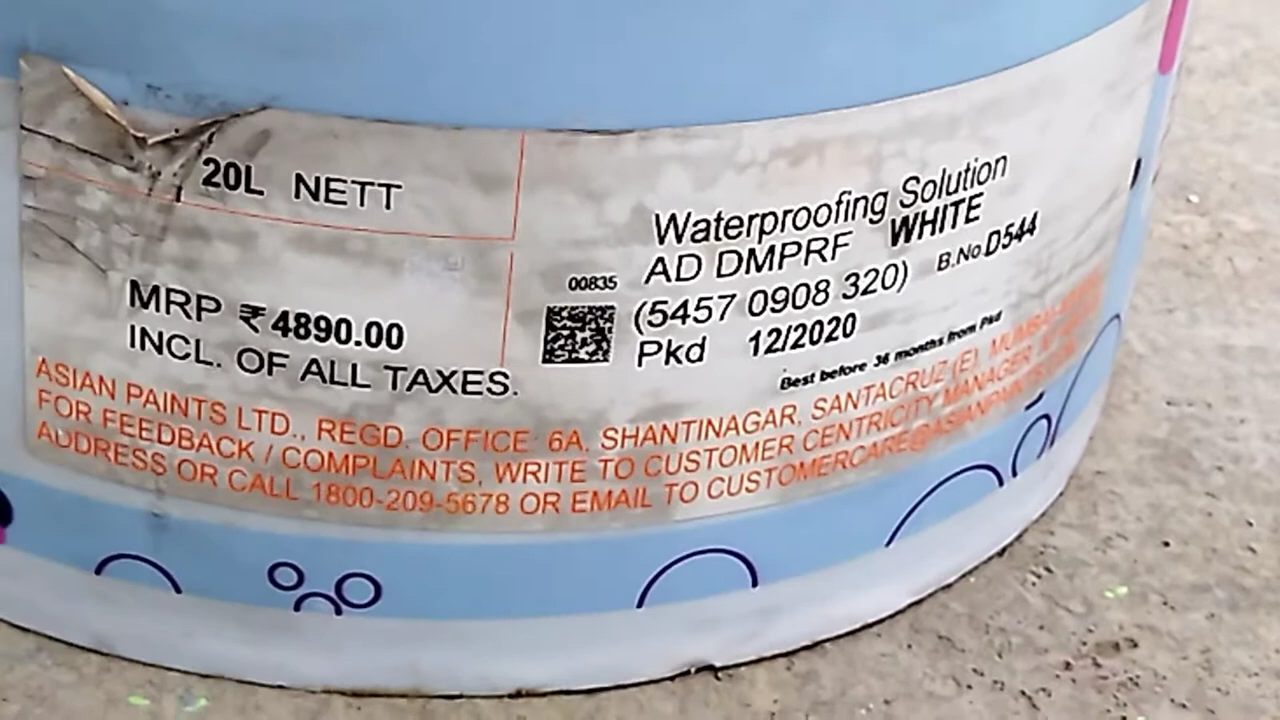 20L NETT
MRP ₹ 4890.00
INCL. OF ALL TAXES.
Waterproofing Solution
AD DMPRF WHITE
00835
(5457 0908 320) B.No.D544
Pkd 12/2020
Best before 36 months from Pkd
ASIAN PAINTS LTD., REGD. OFFICE 6A, SHANTINAGAR, SANTACRUZ (E), MUMBAI
FOR FEEDBACK / COMPLAINTS, WRITE TO CUSTOMER CENTRICITY MANAGER
ADDRESS OR CALL 1800-209-5678 OR EMAIL TO CUSTOMERCARE@ASIANPAINTS